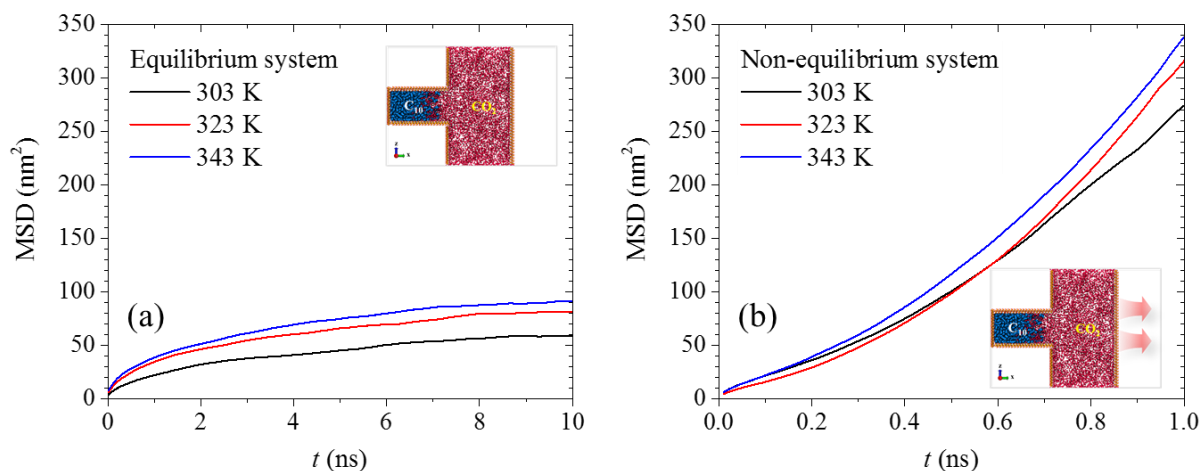 350
300
250
200
150
100
50
0
MSD (nm²)
Equilibrium system
303 K
323 K
343 K
C₁₀
CO₂
z
x
(a)
0 2 4 6 8 10
t (ns)
350
300
250
200
150
100
50
0
MSD (nm²)
Non-equilibrium system
303 K
323 K
343 K
C₁₀
CO₂
z
x
(b)
0.0 0.2 0.4 0.6 0.8 1.0
t (ns)